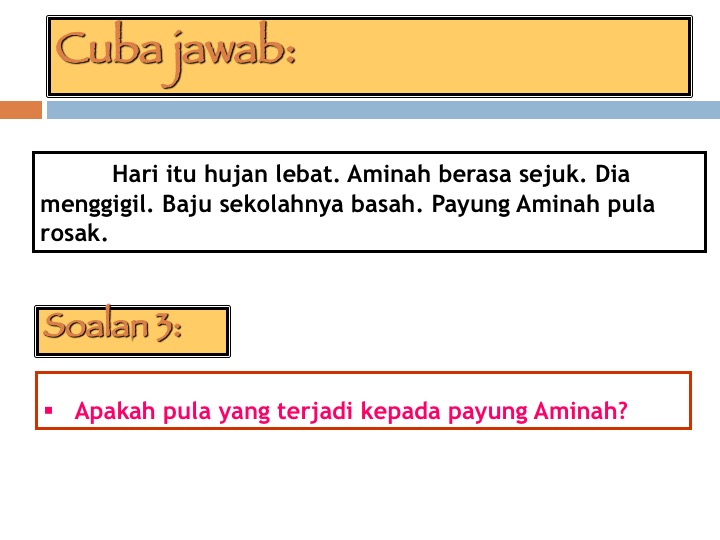 Cuba jawab:
Hari itu hujan lebat. Aminah berasa sejuk. Dia
menggigil. Baju sekolahnya basah. Payung Aminah pula
rosak.
Soalan 3:
▪ Apakah pula yang terjadi kepada payung Aminah?